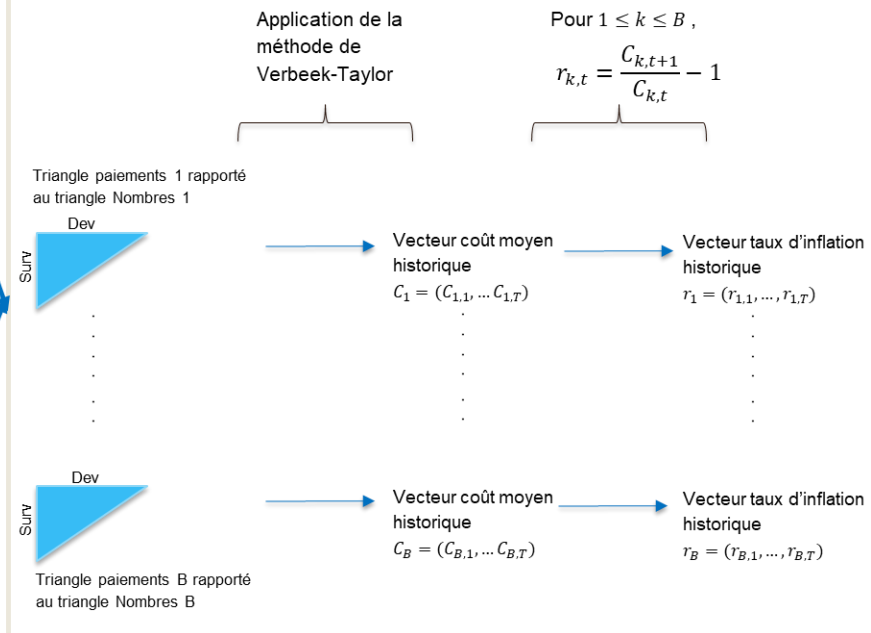 Application de la
méthode de
Verbeek-Taylor
Pour 1 ≤ k ≤ B ,
r_{k,t} = \frac{C_{k,t+1}}{C_{k,t}} − 1
Triangle paiements 1 rapporté
au triangle Nombres 1
Dev
Surv
Vecteur coût moyen
historique
C_1 = (C_{1,1}, … C_{1,T})
Vecteur taux d’inflation
historique
r_1 = (r_{1,1}, … , r_{1,T})
Dev
Surv
Triangle paiements B rapporté
au triangle Nombres B
Vecteur coût moyen
historique
C_B = (C_{B,1}, … C_{B,T})
Vecteur taux d’inflation
historique
r_B = (r_{B,1}, … , r_{B,T})